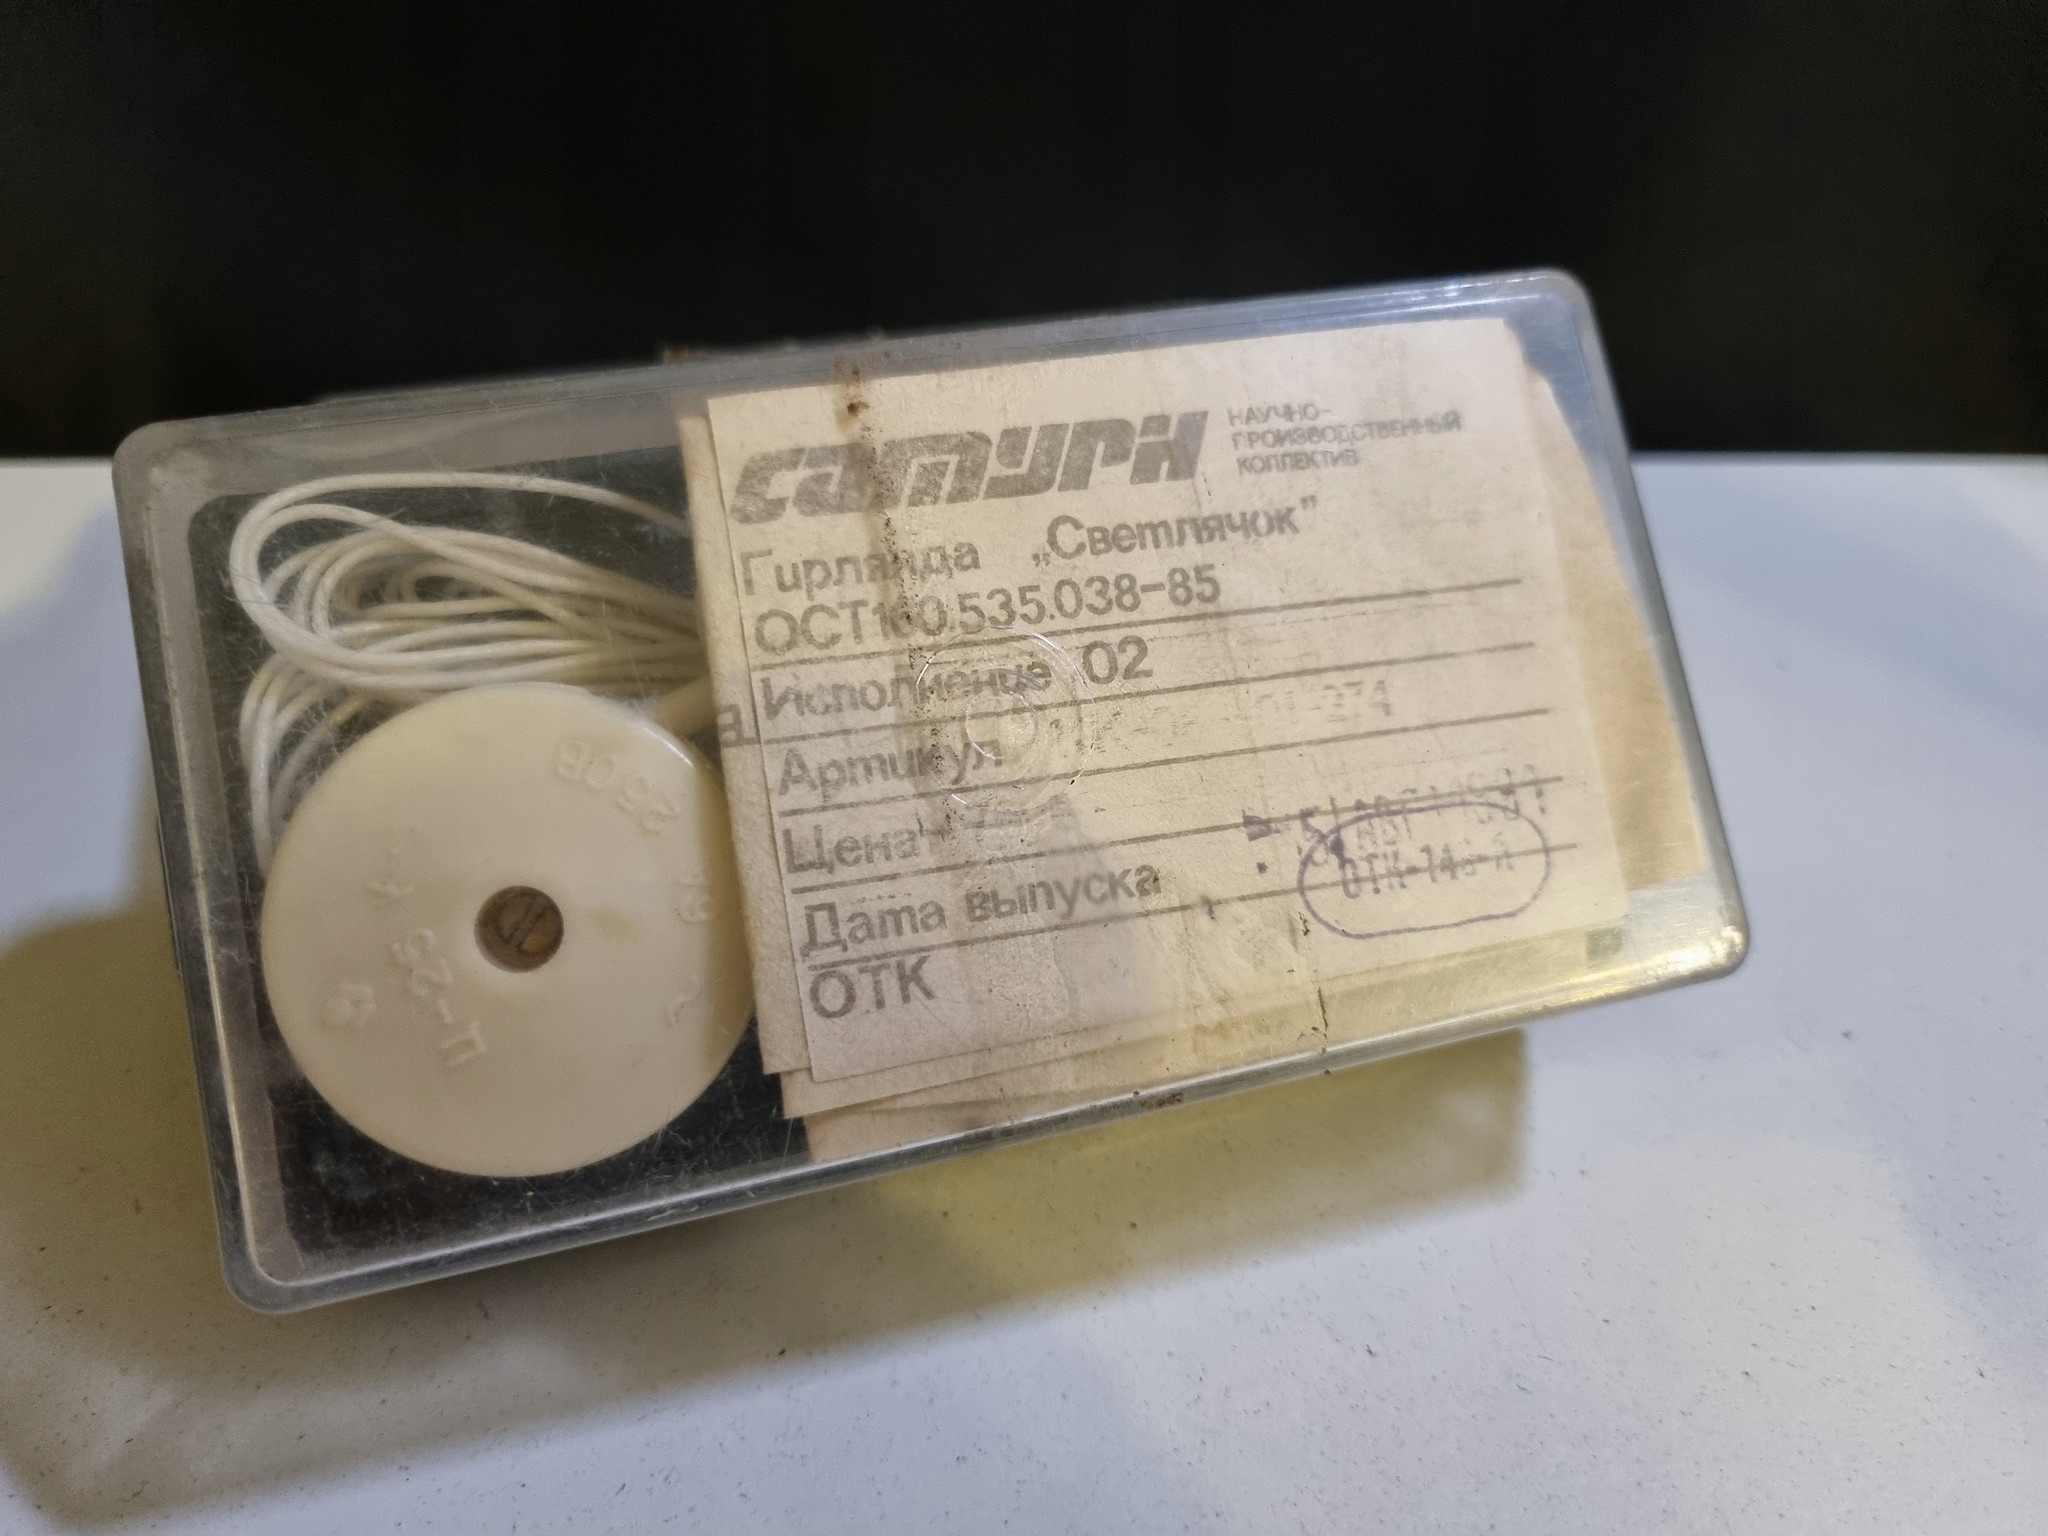 сатурн
НАУЧНО-
ПРОИЗВОДСТВЕННЫЙ
КОЛЛЕКТИВ
Гирлянда „Светлячок”
ОСТ160.535.038-85
Исполнение 02
Артикул
Цена
Дата выпуска
ОТК
250В